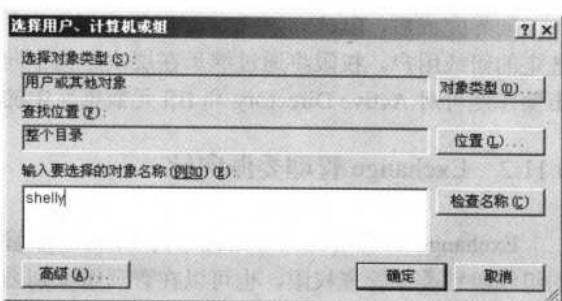 选择用户、计算机或组
选择对象类型(S):
用户或其他对象
对象类型(O)...
查找位置(F):
整个目录
位置(L)...
输入要选择的对象名称(例如)(E):
shelly
检查名称(C)
高级(A)...
确定
取消